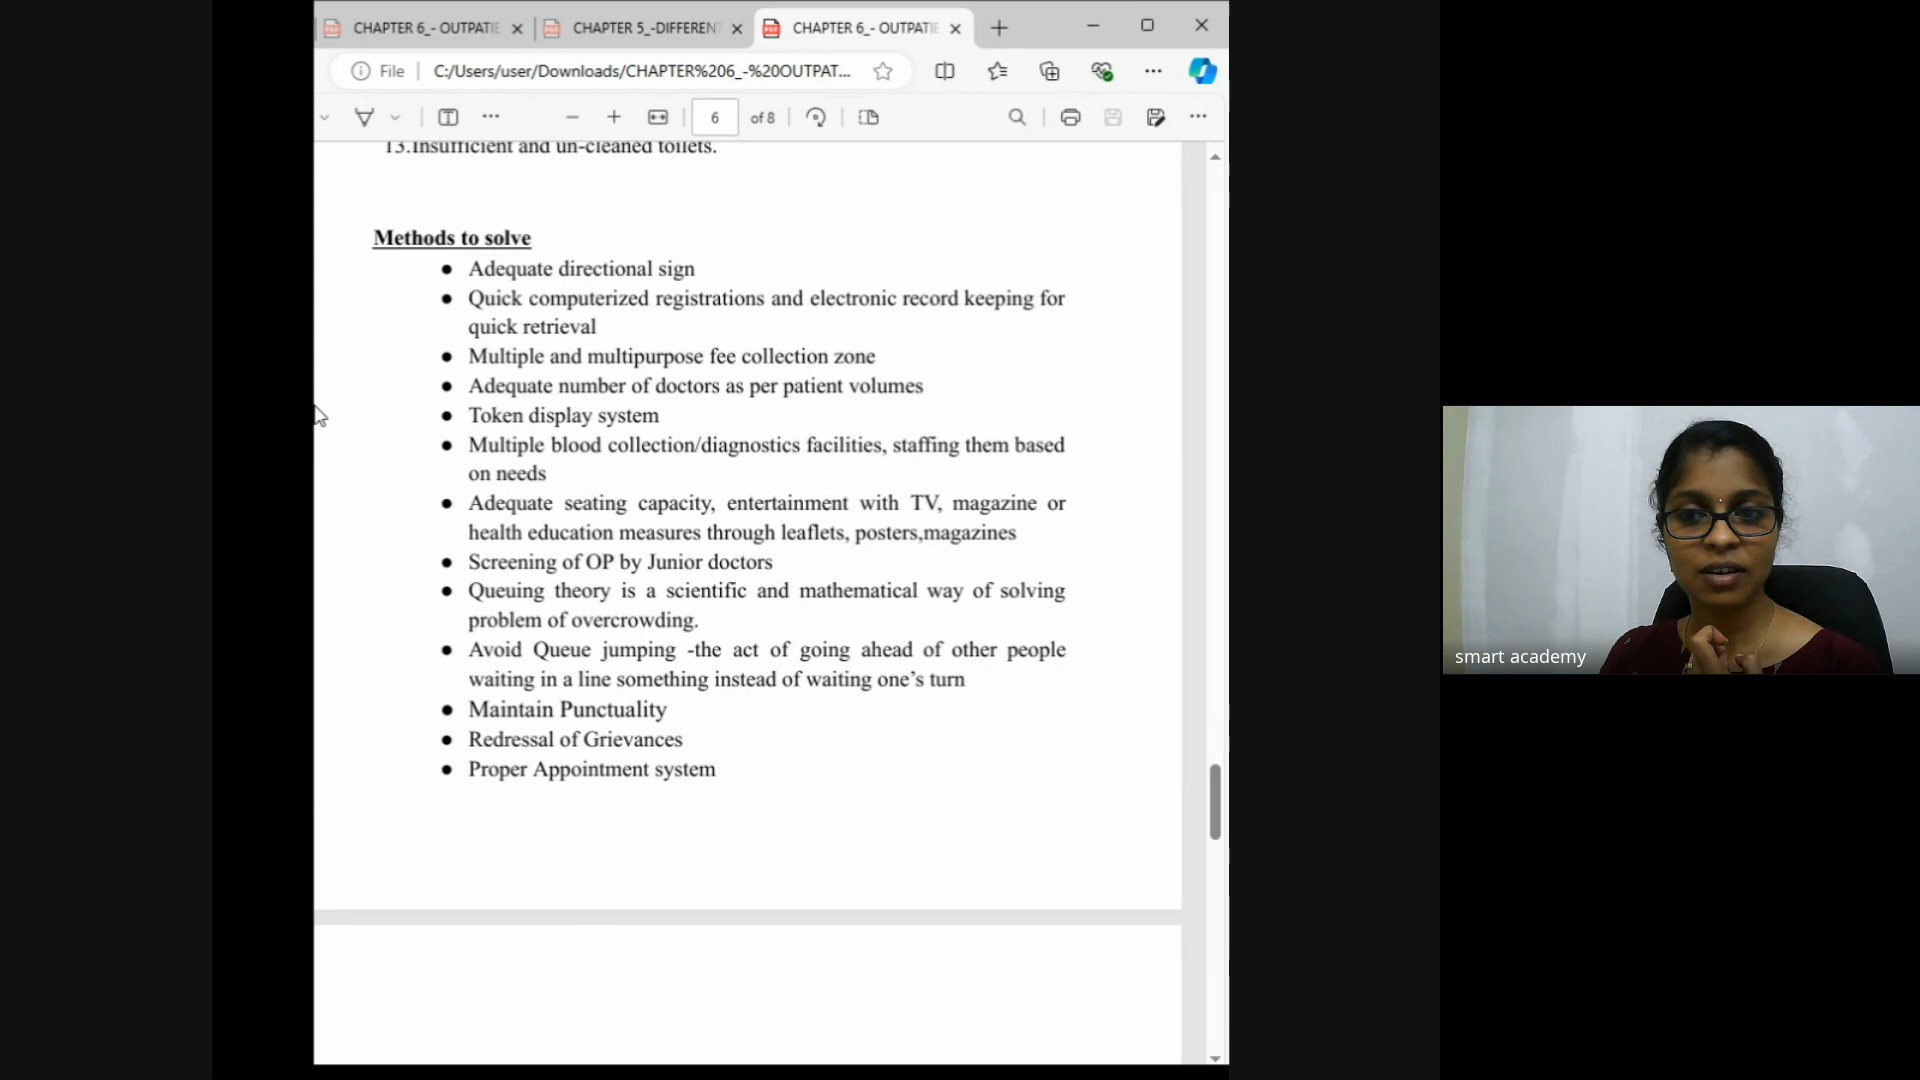 CHAPTER 6_- OUTPATIE
CHAPTER 5_-DIFFEREN
CHAPTER 6_- OUTPATIE
File
C:/Users/user/Downloads/CHAPTER%206_-%20OUTPAT...
6 of 8
13.Insufficient and un-cleaned toilets.
Methods to solve
● Adequate directional sign
● Quick computerized registrations and electronic record keeping for
quick retrieval
● Multiple and multipurpose fee collection zone
● Adequate number of doctors as per patient volumes
● Token display system
● Multiple blood collection/diagnostics facilities, staffing them based
on needs
● Adequate seating capacity, entertainment with TV, magazine or
health education measures through leaflets, posters,magazines
● Screening of OP by Junior doctors
● Queuing theory is a scientific and mathematical way of solving
problem of overcrowding.
● Avoid Queue jumping -the act of going ahead of other people
waiting in a line something instead of waiting one’s turn
● Maintain Punctuality
● Redressal of Grievances
● Proper Appointment system
smart academy